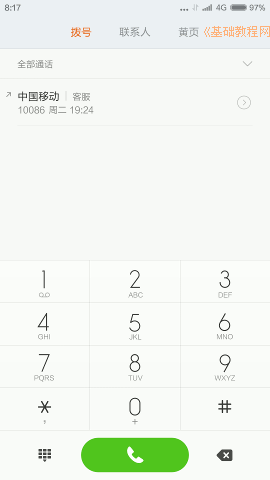 8:17 ... 4G 97%
拨号 联系人 黄页 《基础教程网
全部通话
中国移动 | 客服
10086 周二 19:24
1 2 3
ABC DEF
4 5 6
GHI JKL MNO
7 8 9
PQRS TUV WXYZ
* 0 #
, +